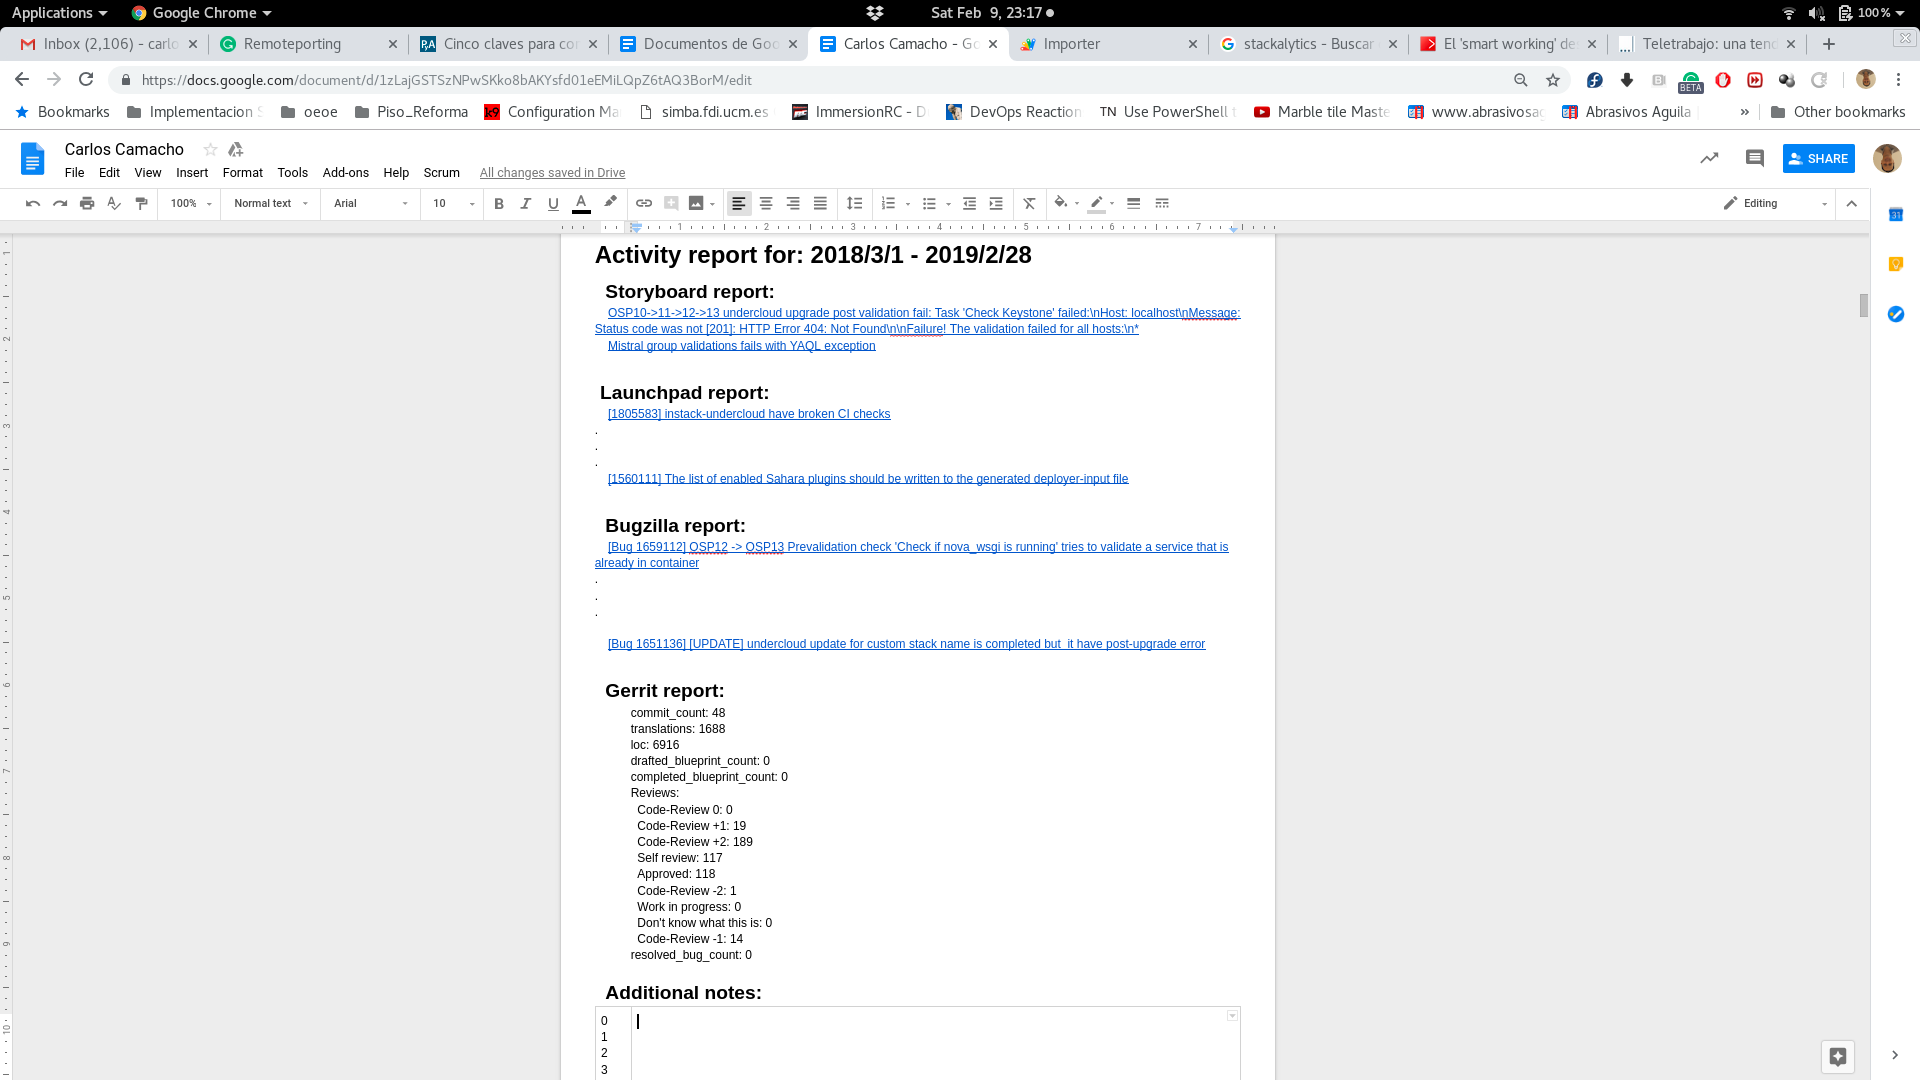 Applications Google Chrome Sat Feb 9, 23:17 100%
Inbox (2,106) - carlo Remoteporting Cinco claves para co Documentos de Goo Carlos Camacho - Go Importer stackalytics - Buscar El 'smart working' de Teletrabajo: una tend
https://docs.google.com/document/d/1zLajGSTSzNPwSKko8bAKYsfd01eEMiLQpZ6tAQ3BorM/edit BETA
Bookmarks Implementacion oeoe Piso_Reforma Configuration Ma simba.fdi.ucm.es ImmersionRC - D DevOps Reaction TN Use PowerShell t Marble tile Maste www.abrasivosag Abrasivos Aguila » Other bookmarks
Carlos Camacho SHARE
File Edit View Insert Format Tools Add-ons Help Scrum All changes saved in Drive
100% Normal text Arial 10 B I U A Editing
1 2 3 4 5 6 7
Activity report for: 2018/3/1 - 2019/2/28
Storyboard report:
OSP10->11->12->13 undercloud upgrade post validation fail: Task 'Check Keystone' failed:\nHost: localhost\nMessage:
Status code was not [201]: HTTP Error 404: Not Found\n\nFailure! The validation failed for all hosts:\n*
Mistral group validations fails with YAQL exception
Launchpad report:
[1805583] instack-undercloud have broken CI checks
.
.
.
[1560111] The list of enabled Sahara plugins should be written to the generated deployer-input file
Bugzilla report:
[Bug 1659112] OSP12 -> OSP13 Prevalidation check 'Check if nova_wsgi is running' tries to validate a service that is
already in container
.
.
.
[Bug 1651136] [UPDATE] undercloud update for custom stack name is completed but  it have post-upgrade error
Gerrit report:
commit_count: 48
translations: 1688
loc: 6916
drafted_blueprint_count: 0
completed_blueprint_count: 0
Reviews:
Code-Review 0: 0
Code-Review +1: 19
Code-Review +2: 189
Self review: 117
Approved: 118
Code-Review -2: 1
Work in progress: 0
Don't know what this is: 0
Code-Review -1: 14
resolved_bug_count: 0
Additional notes:
0
1
2
3